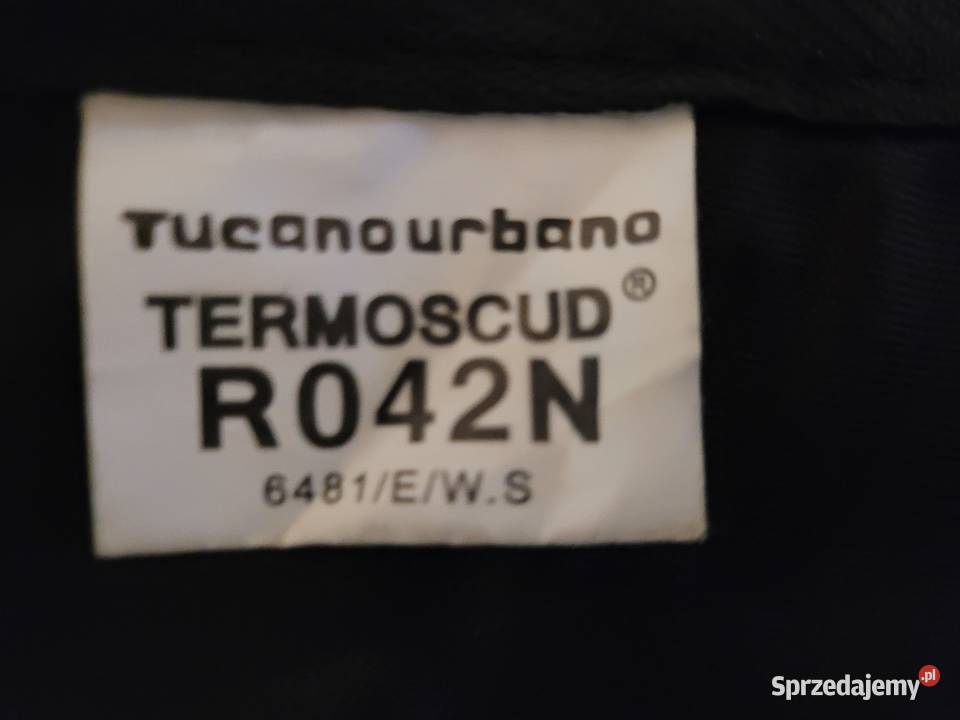 Tucanourbano
TERMOSCUD®
R042N
6481/E/W.S
Sprzedajemy.pl